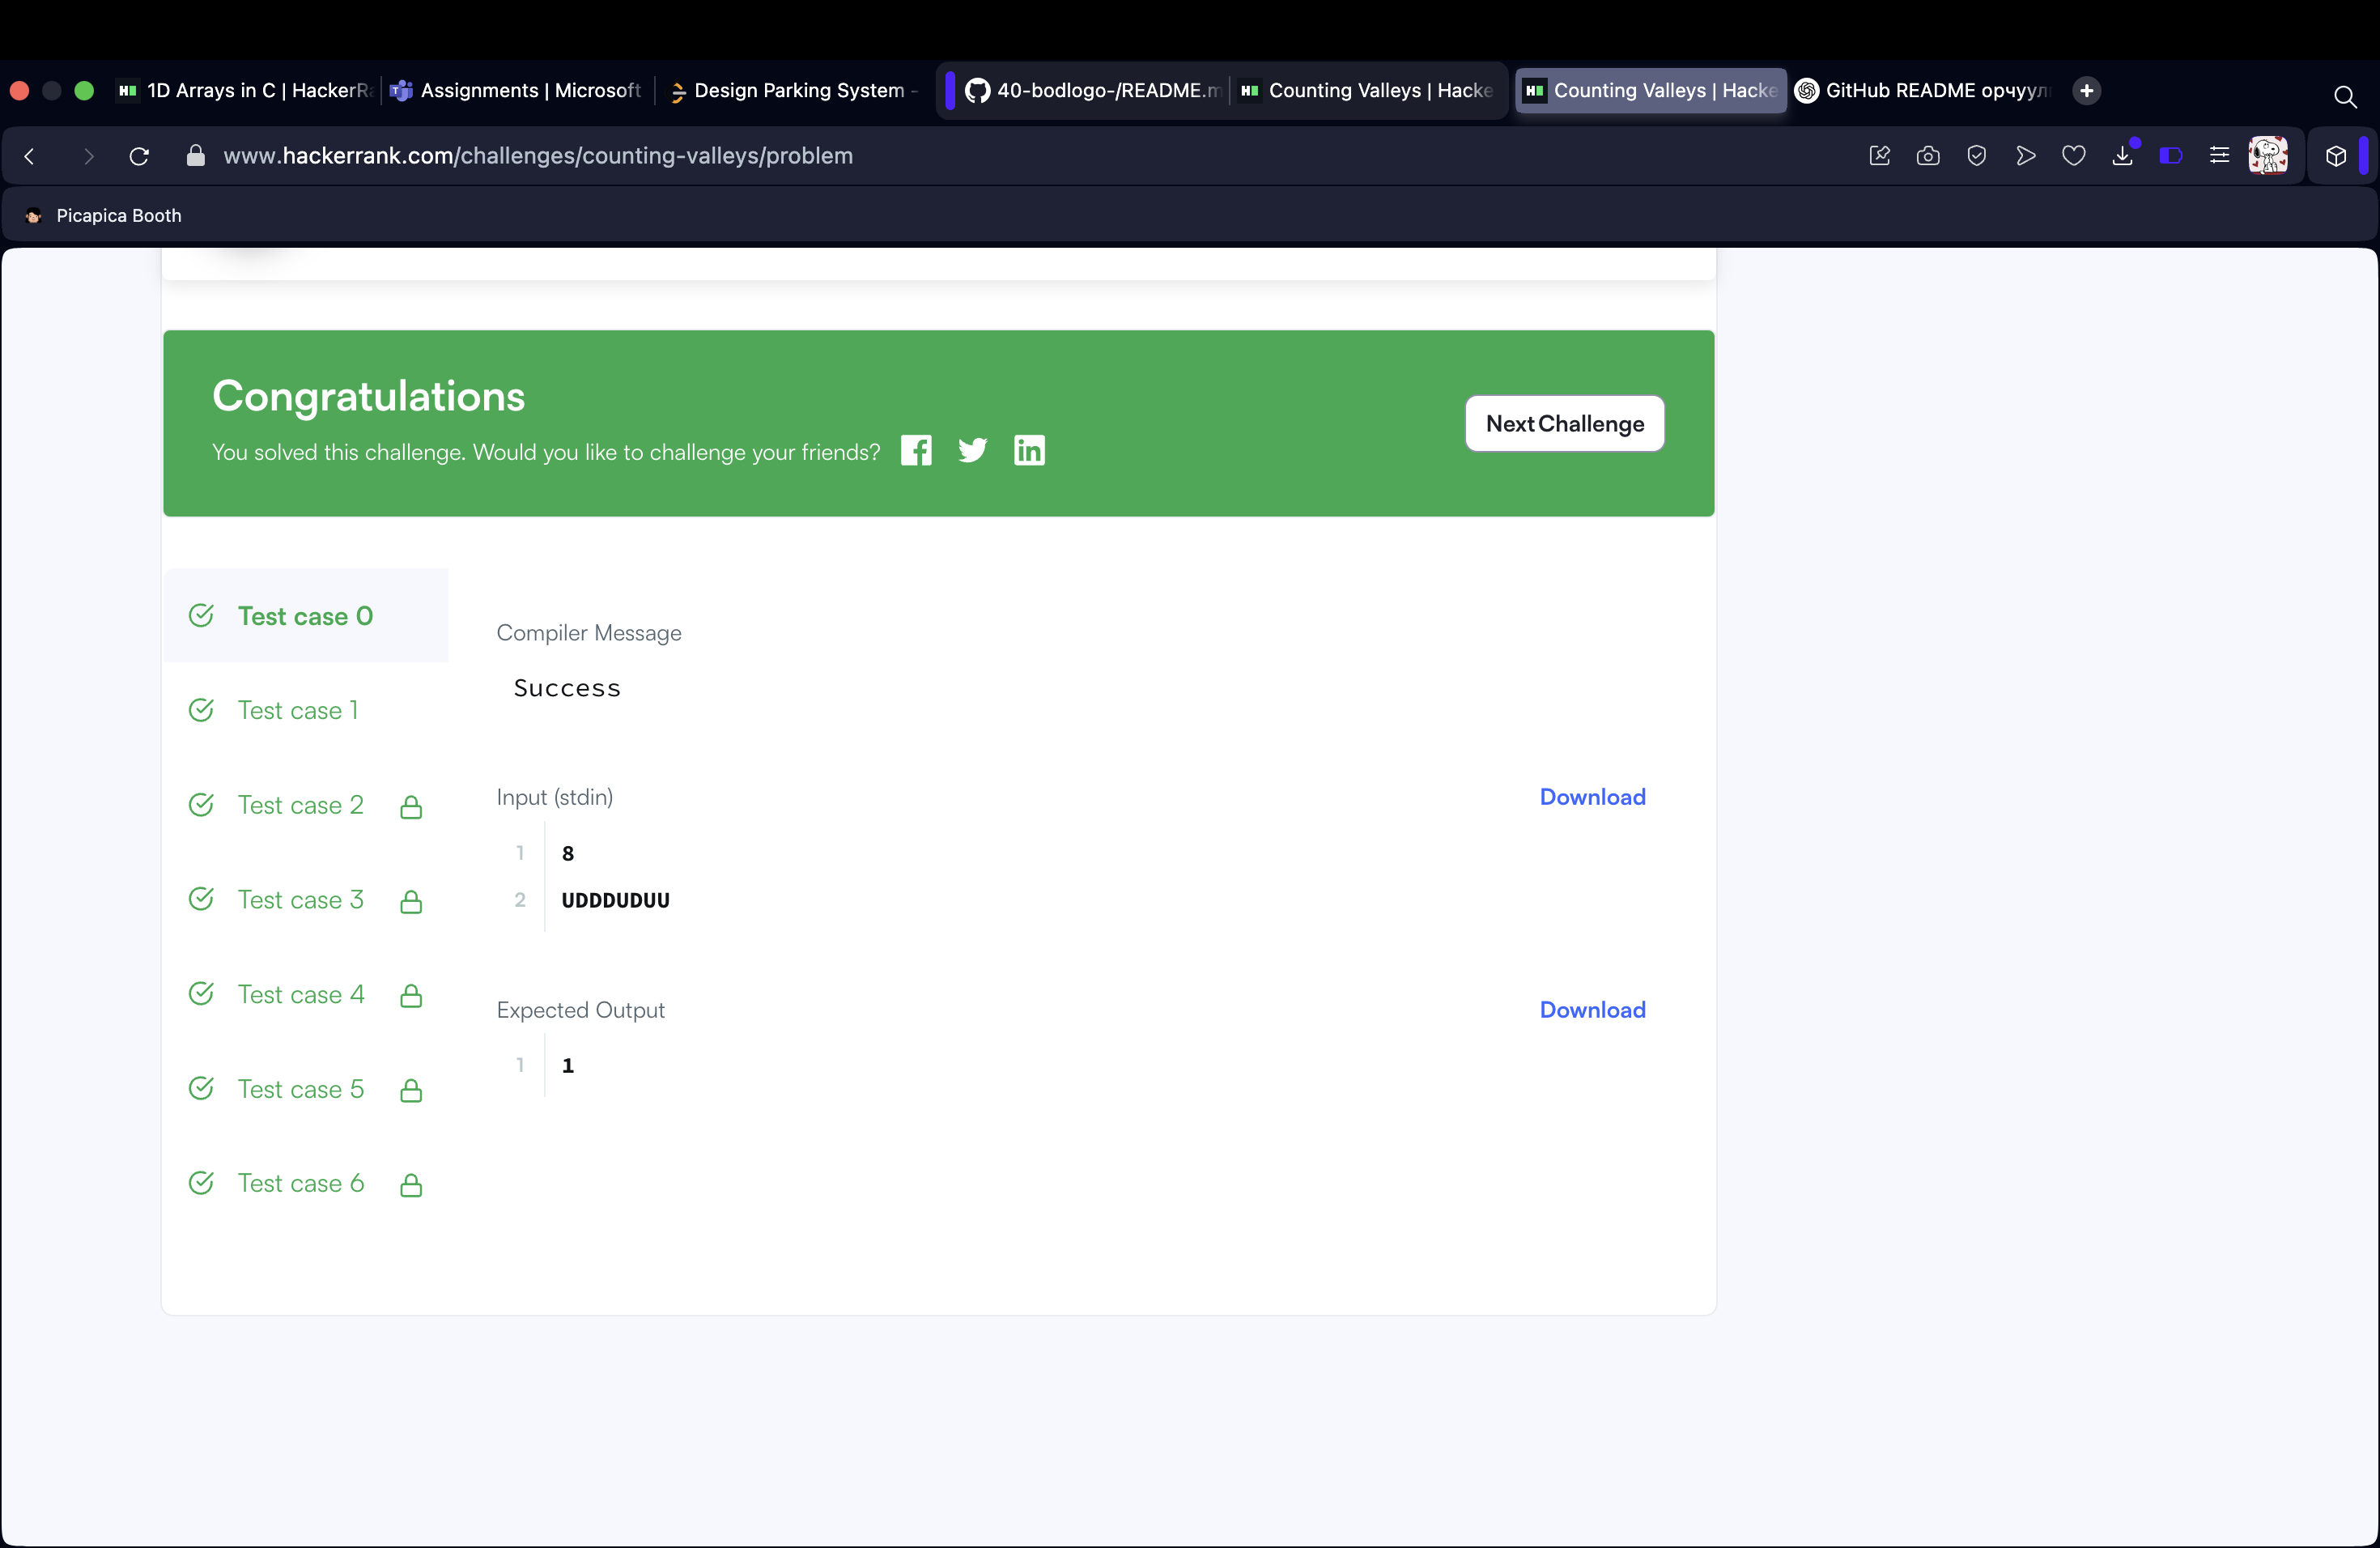 1D Arrays in C | HackerRa
Assignments | Microsoft
Design Parking System -
40-bodlogo-/README.m
Counting Valleys | Hacke
Counting Valleys | Hacke
GitHub README орчуул
www.hackerrank.com/challenges/counting-valleys/problem
Picapica Booth
Congratulations
You solved this challenge. Would you like to challenge your friends?
Next Challenge
Test case 0
Test case 1
Test case 2
Test case 3
Test case 4
Test case 5
Test case 6
Compiler Message
Success
Input (stdin)
Download
1 8
2 UDDDUDUU
Expected Output
Download
1 1